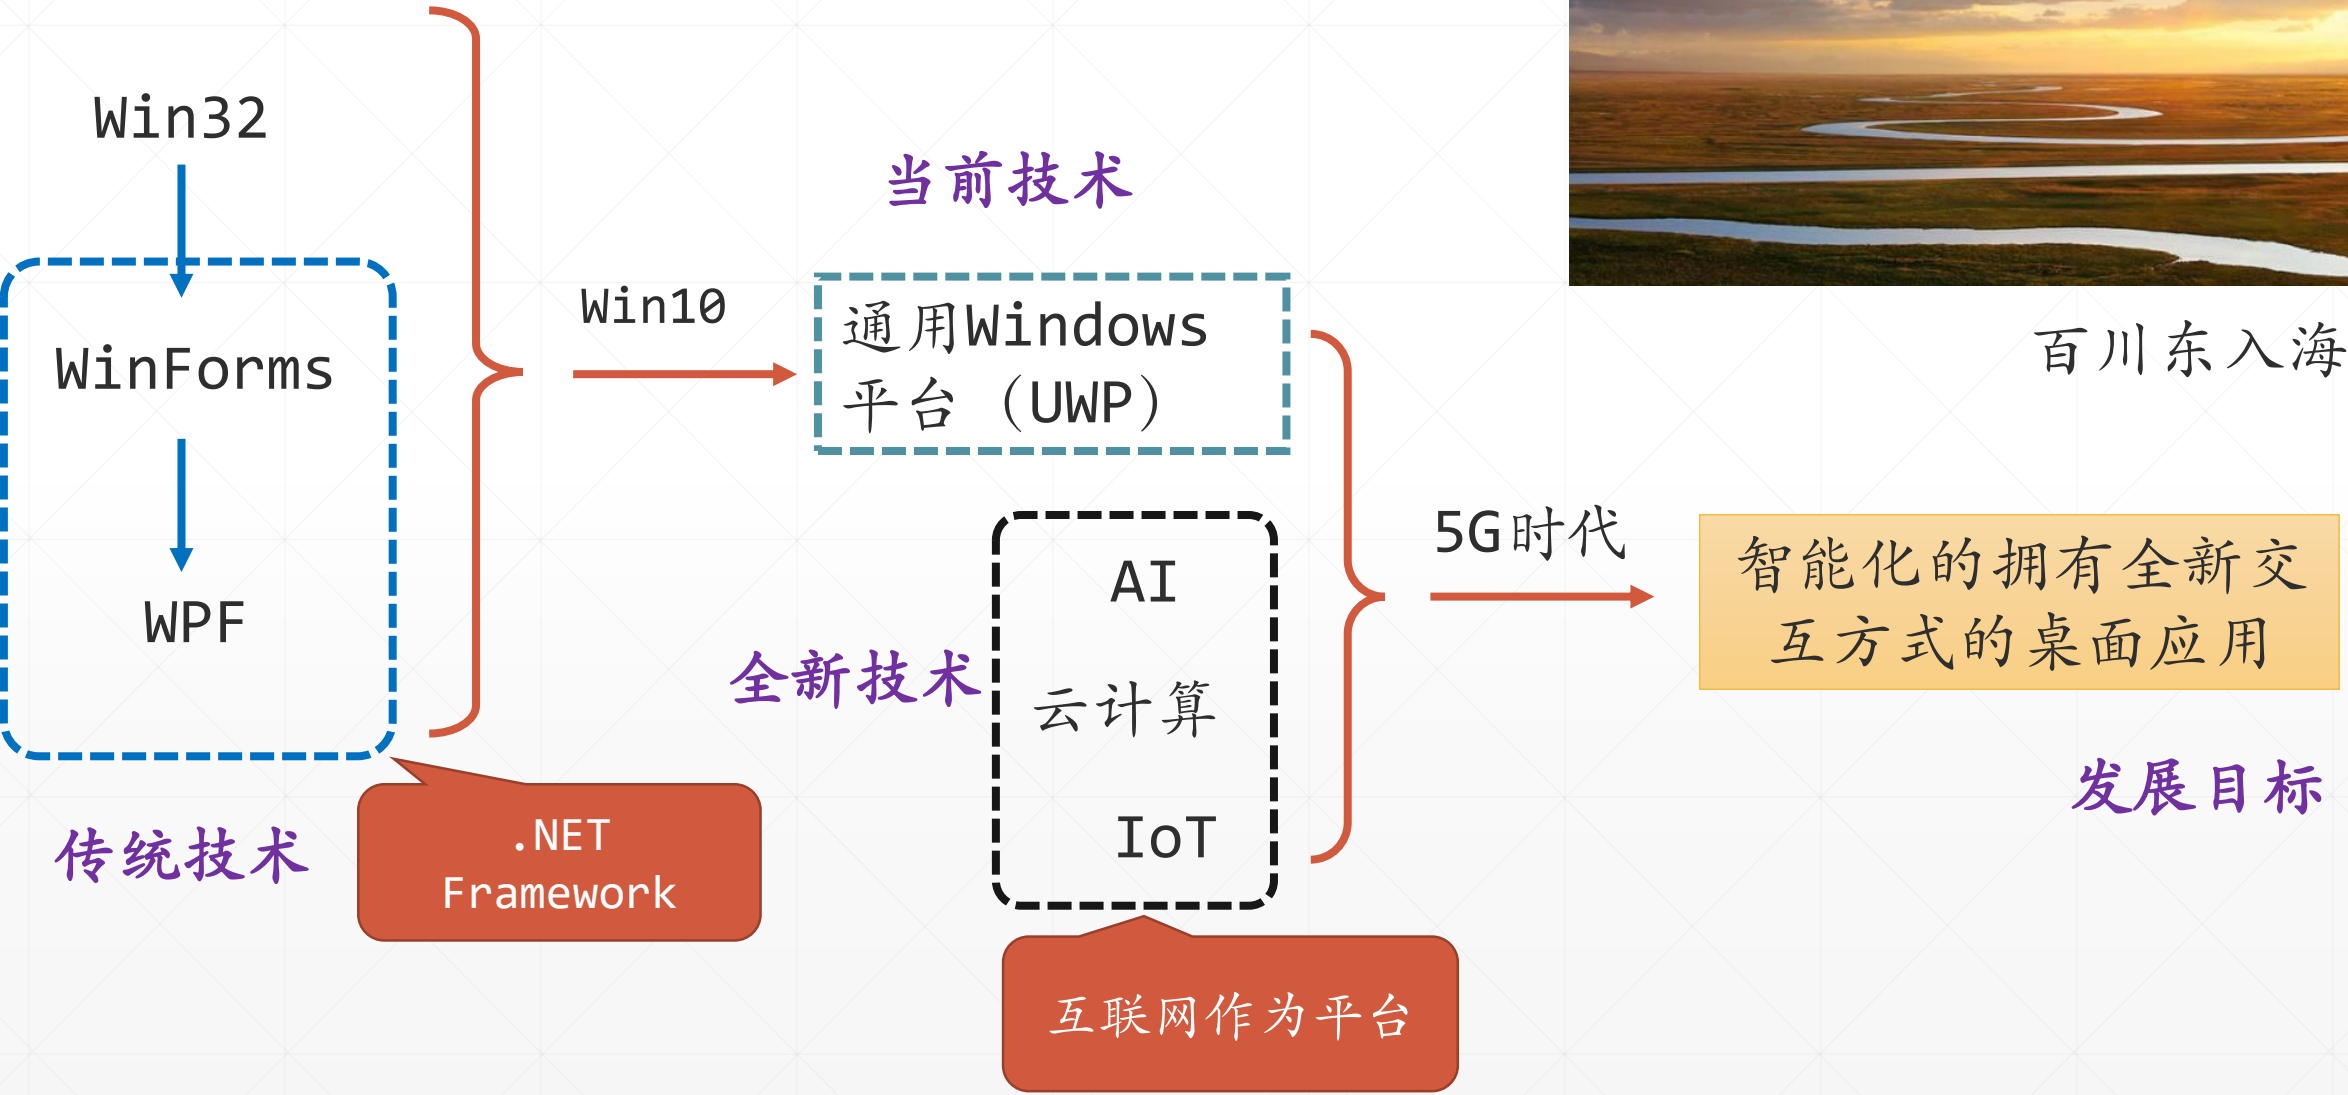 Win32
WinForms
WPF
传统技术
.NET
Framework
Win10
当前技术
通用Windows
平台（UWP）
全新技术
AI
云计算
IoT
互联网作为平台
5G时代
百川东入海
智能化的拥有全新交
互方式的桌面应用
发展目标